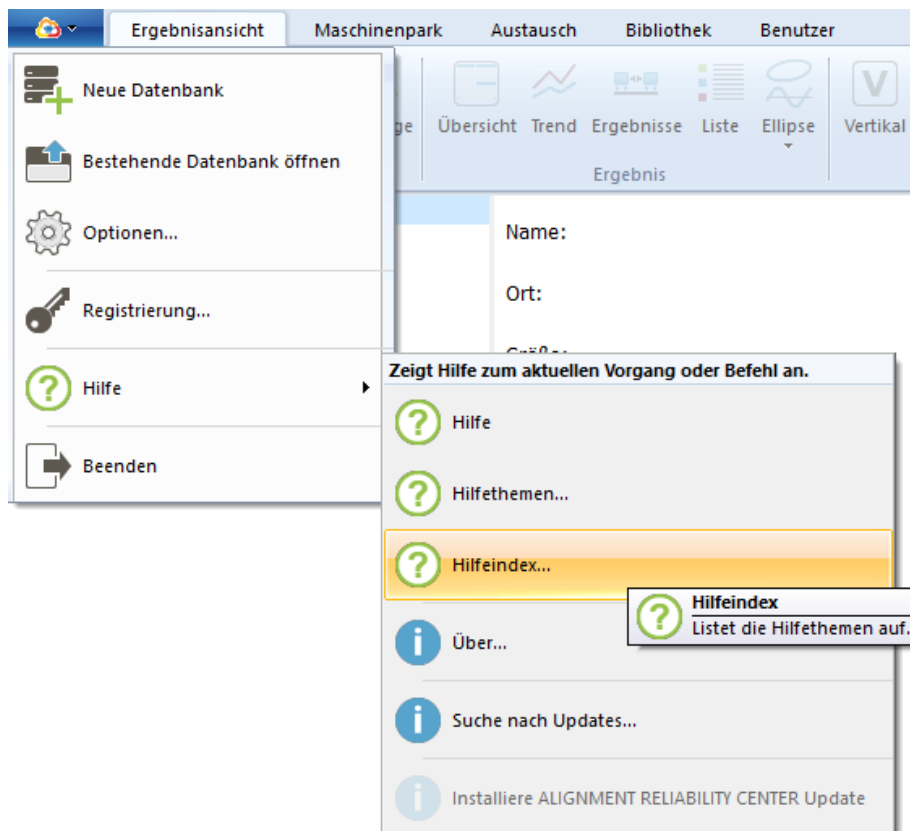 Ergebnisansicht Maschinenpark Austausch Bibliothek Benutzer
Neue Datenbank
Bestehende Datenbank öffnen
Optionen...
Registrierung...
Hilfe
Beenden
ge Übersicht Trend Ergebnisse Liste Ellipse Vertikal
Ergebnis
Name:
Ort:
Zeigt Hilfe zum aktuellen Vorgang oder Befehl an.
Hilfe
Hilfethemen...
Hilfeindex...
Hilfeindex
Listet die Hilfethemen auf.
Über...
Suche nach Updates...
Installiere ALIGNMENT RELIABILITY CENTER Update